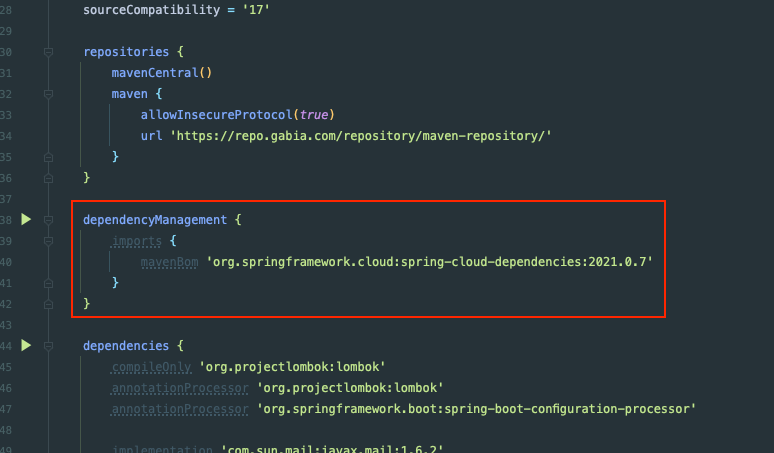 28 sourceCompatibility = '17'
29
30 repositories {
31 mavenCentral()
32 maven {
33 allowInsecureProtocol(true)
34 url 'https://repo.gabia.com/repository/maven-repository/'
35 }
36 }
37
38 dependencyManagement {
39 imports {
40 mavenBom 'org.springframework.cloud:spring-cloud-dependencies:2021.0.7'
41 }
42 }
43
44 dependencies {
45 compileOnly 'org.projectlombok:lombok'
46 annotationProcessor 'org.projectlombok:lombok'
47 annotationProcessor 'org.springframework.boot:spring-boot-configuration-processor'
48
49 implementation 'com.sun.mail:javax.mail:1.6.2'